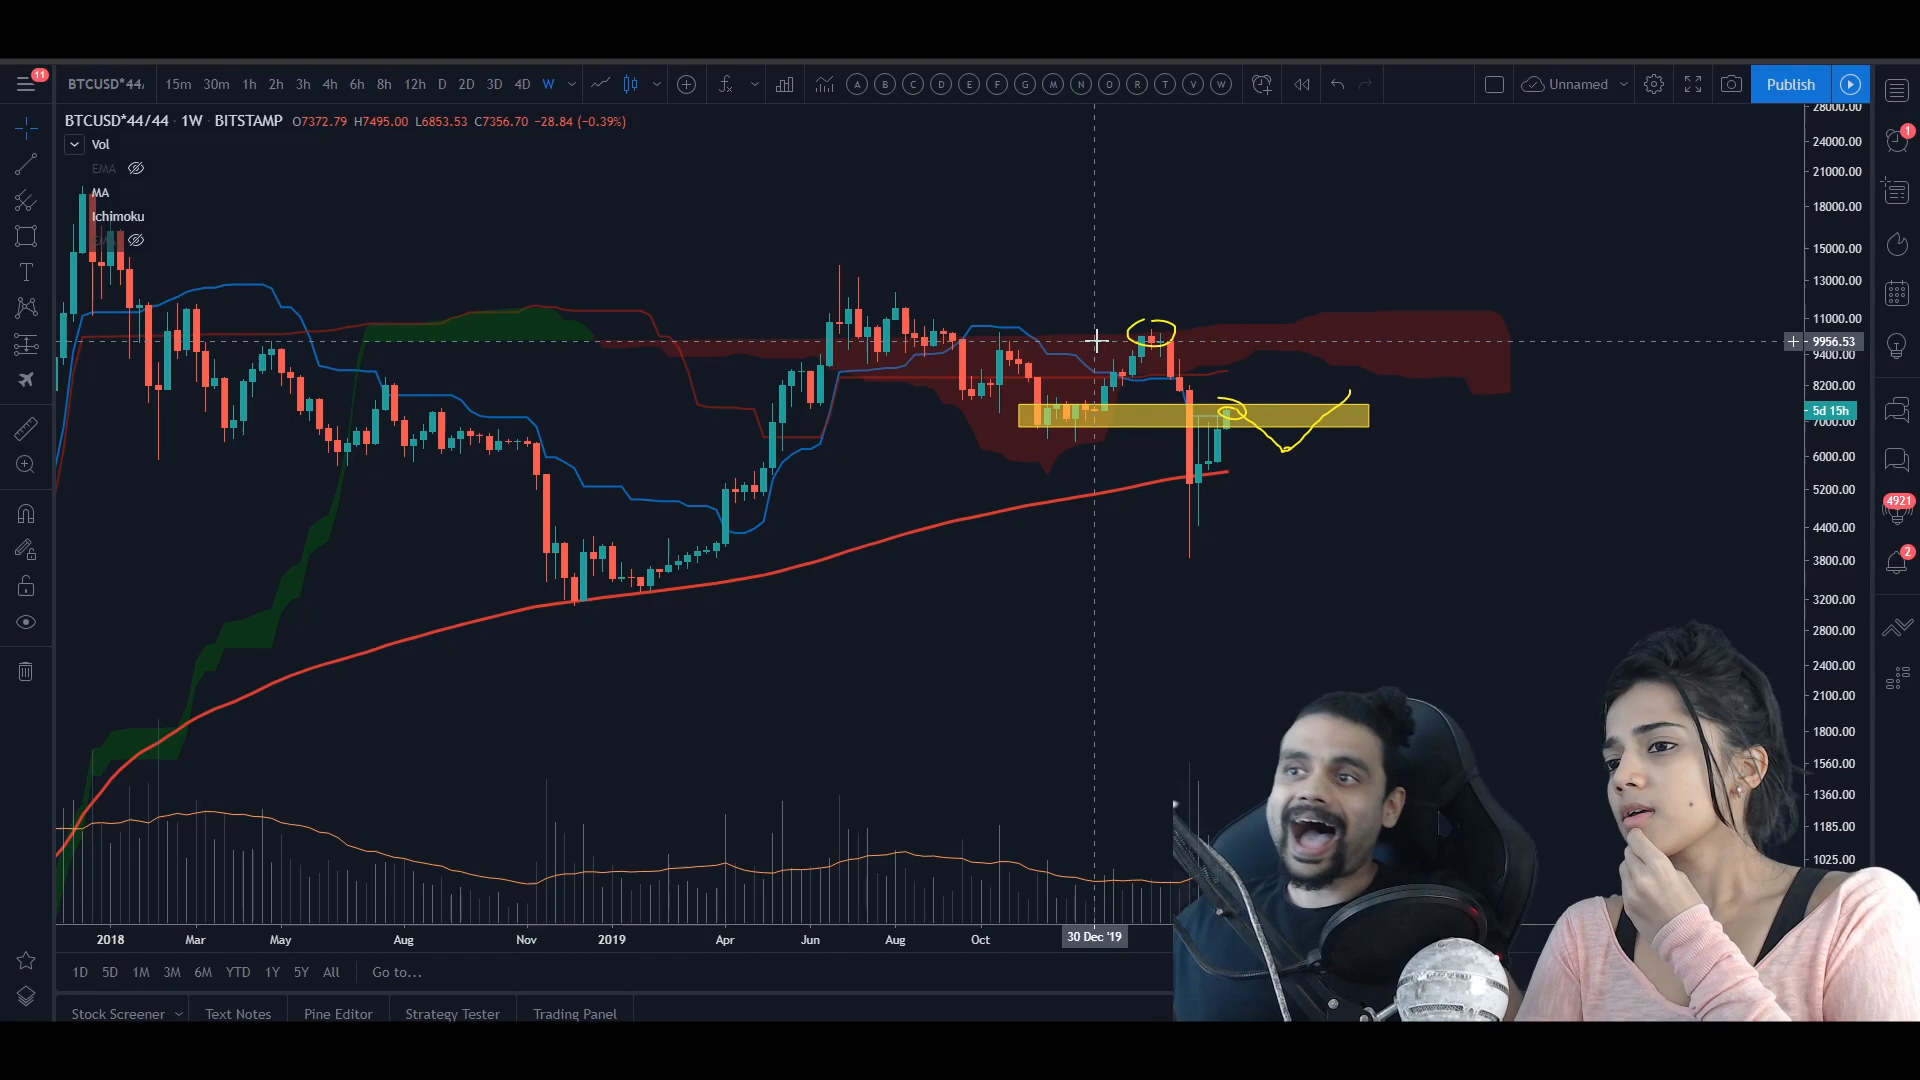 11
BTCUSD*44/
15m 30m 1h 2h 3h 4h 6h 8h 12h D 2D 3D 4D W
A B C D E F G M N O R T V W
Unnamed
Publish
BTCUSD*44/44 · 1W · BITSTAMP O7372.79 H7495.00 L6853.53 C7356.70 −28.84 (−0.39%)
Vol
EMA
MA
Ichimoku
EMA
28000.00
24000.00
21000.00
18000.00
15000.00
13000.00
11000.00
9956.53
9400.00
8200.00
5d 15h
7000.00
6000.00
5200.00
4400.00
3800.00
3200.00
2800.00
2400.00
2100.00
1800.00
1560.00
1360.00
1185.00
1025.00
1
4921
2
2018 Mar May Aug Nov 2019 Apr Jun Aug Oct 30 Dec '19
1D 5D 1M 3M 6M YTD 1Y 5Y All Go to...
Stock Screener Text Notes Pine Editor Strategy Tester Trading Panel